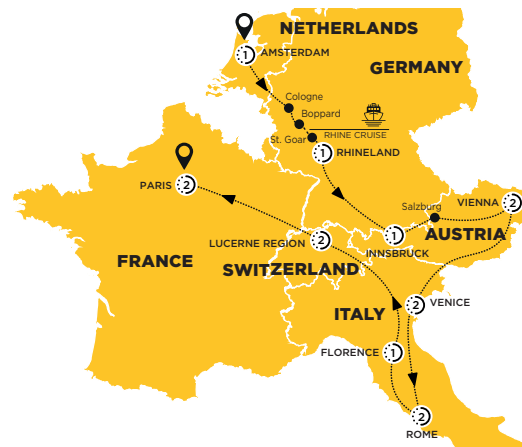 NETHERLANDS
1
AMSTERDAM
GERMANY
Cologne
Boppard
RHINE CRUISE
St. Goar
1
RHINELAND
PARIS
2
Salzburg
VIENNA
2
LUCERNE REGION
2
1
INNSBRUCK
AUSTRIA
FRANCE
SWITZERLAND
2
VENICE
ITALY
FLORENCE
1
2
ROME